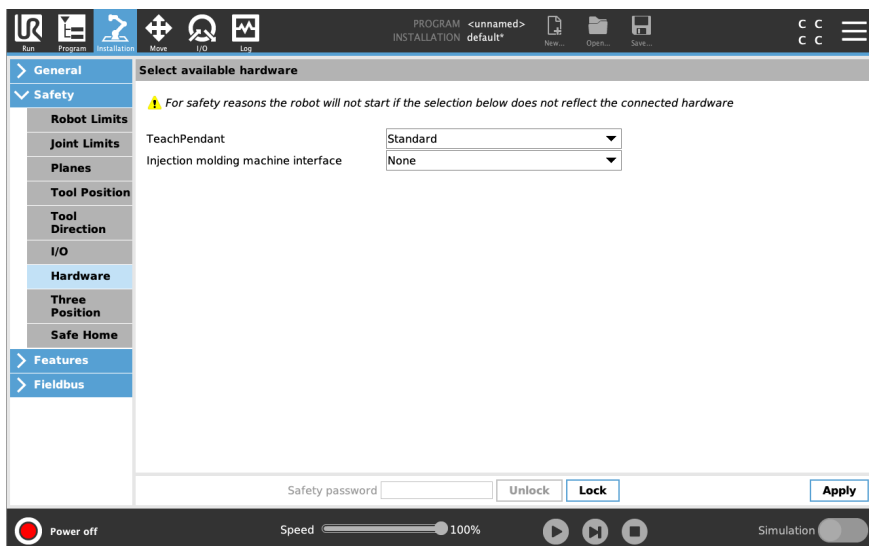 UR
PROGRAM <unnamed>
INSTALLATION default*
Run Program Installation Move I/O Log New... Open... Save...
C C
C C
General
Safety
Robot Limits
Joint Limits
Planes
Tool Position
Tool
Direction
I/O
Hardware
Three
Position
Safe Home
Features
Fieldbus
Select available hardware
For safety reasons the robot will not start if the selection below does not reflect the connected hardware
TeachPendant Standard
Injection molding machine interface None
Safety password Unlock Lock Apply
Power off Speed 100% Simulation